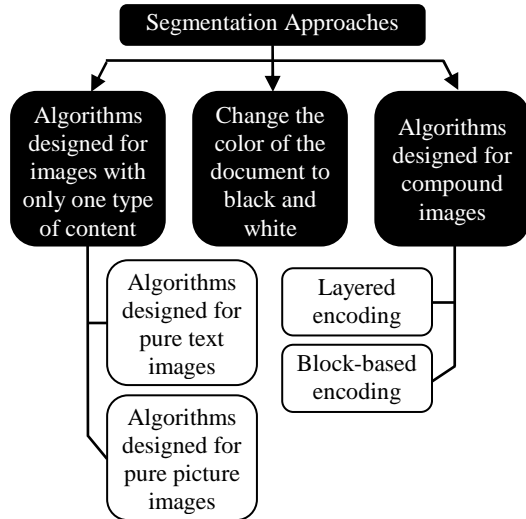 Segmentation Approaches
Algorithms
designed for
images with
only one type
of content
Change the
color of the
document to
black and
white
Algorithms
designed for
compound
images
Algorithms
designed for
pure text
images
Algorithms
designed for
pure picture
images
Layered
encoding
Block-based
encoding